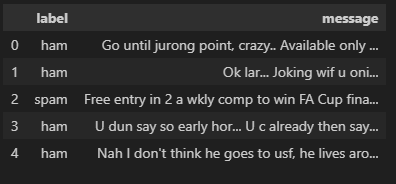 label message
0 ham Go until jurong point, crazy.. Available only ...
1 ham Ok lar... Joking wif u oni...
2 spam Free entry in 2 a wkly comp to win FA Cup fina...
3 ham U dun say so early hor... U c already then say...
4 ham Nah I don't think he goes to usf, he lives aro...